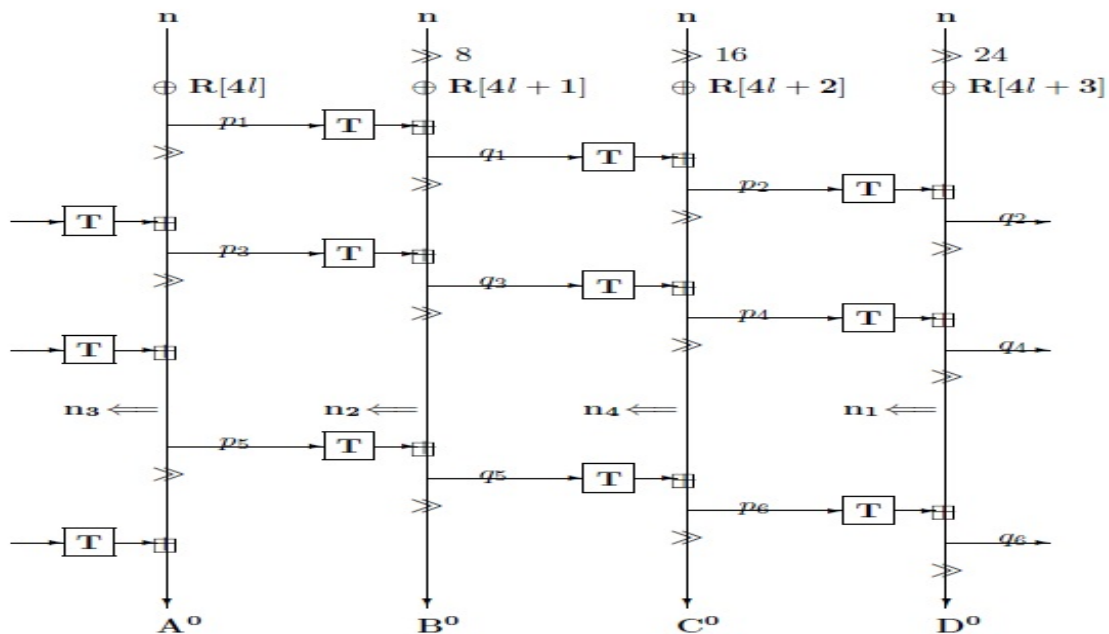 n n n n
≫ 8 ≫ 16 ≫ 24
⊕ R[4l] ⊕ R[4l + 1] ⊕ R[4l + 2] ⊕ R[4l + 3]
p1 T
q1 T
p2 T
T q2
p3 T
q3 T
p4 T
T q4
n3 ⟸ n2 ⟸ n4 ⟸ n1 ⟸
p5 T
q5 T
p6 T
T q6
A⁰ B⁰ C⁰ D⁰